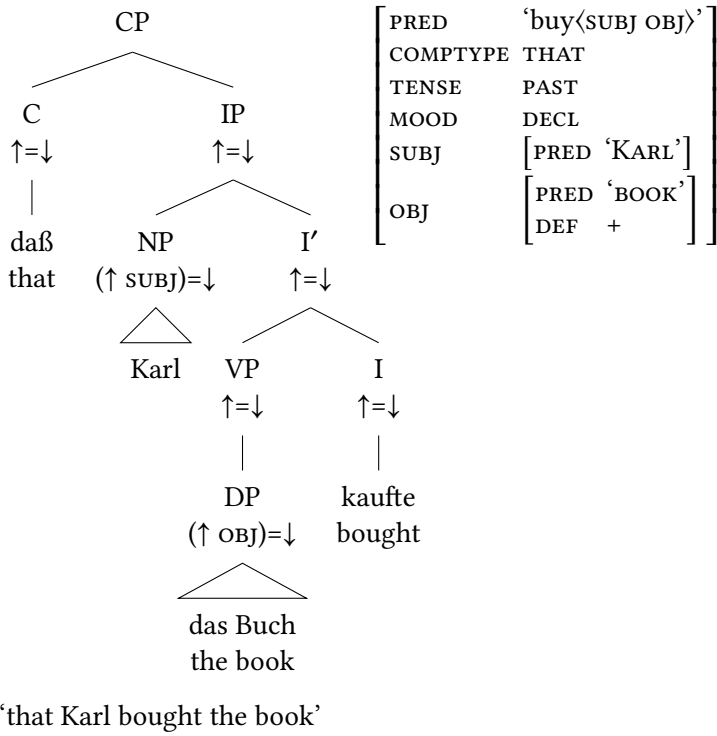 CP
C IP
↑=↓ ↑=↓
daß NP I′
that (↑ SUBJ)=↓ ↑=↓
Karl VP I
↑=↓ ↑=↓
DP kaufte
(↑ OBJ)=↓ bought
das Buch
the book
PRED ‘buy⟨SUBJ OBJ⟩’
COMPTYPE THAT
TENSE PAST
MOOD DECL
SUBJ [PRED ‘KARL’]
OBJ [PRED ‘BOOK’
DEF +]
‘that Karl bought the book’